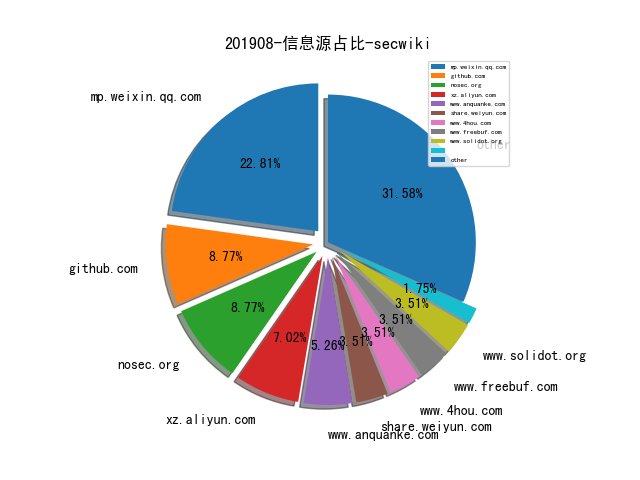 201908-信息源占比-secwiki
mp.weixin.qq.com
github.com
nosec.org
xz.aliyun.com
www.anquanke.com
share.weiyun.com
www.4hou.com
www.freebuf.com
www.solidot.org
other
mp.weixin.qq.com
other
22.81%
31.58%
8.77%
github.com
1.75%
3.51%
8.77%
3.51%
3.51%
7.02%
3.51%
5.26%
www.solidot.org
nosec.org
www.freebuf.com
www.4hou.com
xz.aliyun.com
share.weiyun.com
www.anquanke.com